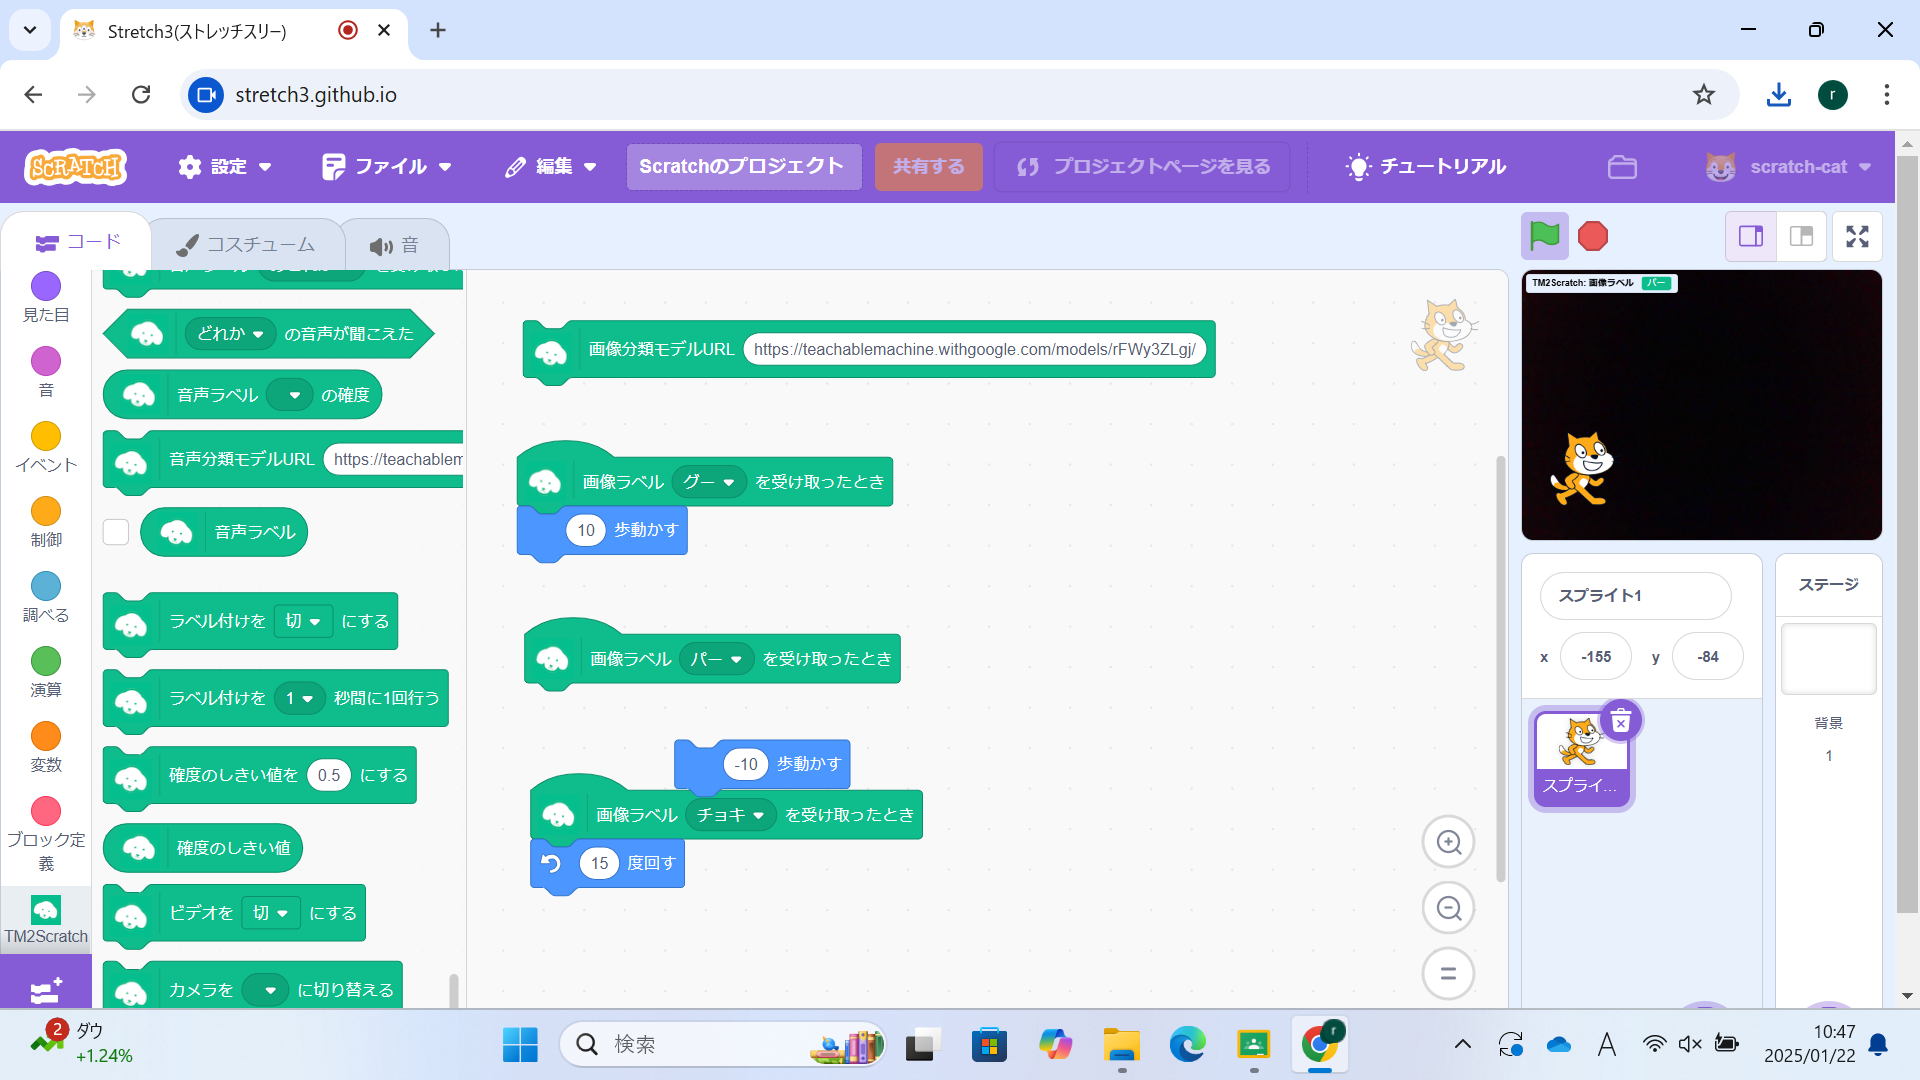 Stretch3(ストレッチスリー)
stretch3.github.io
r
SCRATCH
設定
ファイル
編集
Scratchのプロジェクト
共有する
プロジェクトページを見る
チュートリアル
scratch-cat
コード
コスチューム
音
見た目
音
イベント
制御
調べる
演算
変数
ブロック定
義
TM2Scratch
どれか の音声が聞こえた
音声ラベル の確度
音声分類モデルURL https://teachablem
音声ラベル
ラベル付けを 切 にする
ラベル付けを 1 秒間に1回行う
確度のしきい値を 0.5 にする
確度のしきい値
ビデオを 切 にする
カメラを に切り替える
画像分類モデルURL https://teachablemachine.withgoogle.com/models/rFWy3ZLgj/
画像ラベル グー を受け取ったとき
10 歩動かす
画像ラベル パー を受け取ったとき
-10 歩動かす
画像ラベル チョキ を受け取ったとき
15 度回す
TM2Scratch: 画像ラベル パー
スプライト1
x -155 y -84
スプライ...
ステージ
背景
1
2
ダウ
+1.24%
検索
r
A
10:47
2025/01/22